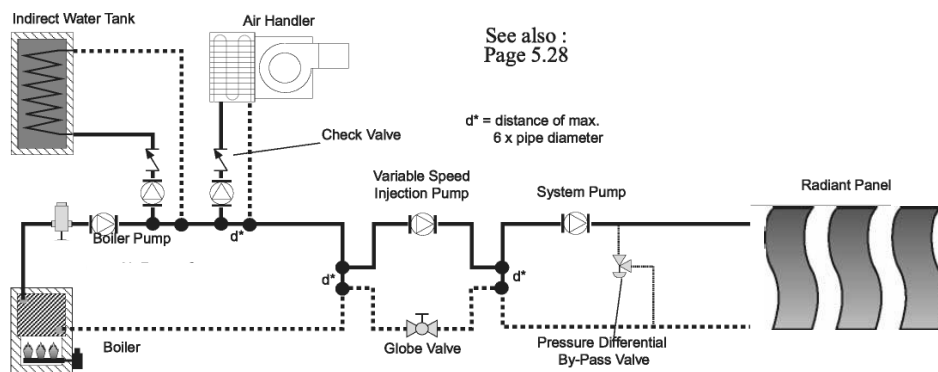 Indirect Water Tank
Air Handler
See also :
Page 5.28
d* = distance of max.
6 x pipe diameter
Check Valve
Variable Speed
Injection Pump
System Pump
Radiant Panel
Boiler Pump
d*
d*
d*
Boiler
Globe Valve
Pressure Differential
By-Pass Valve